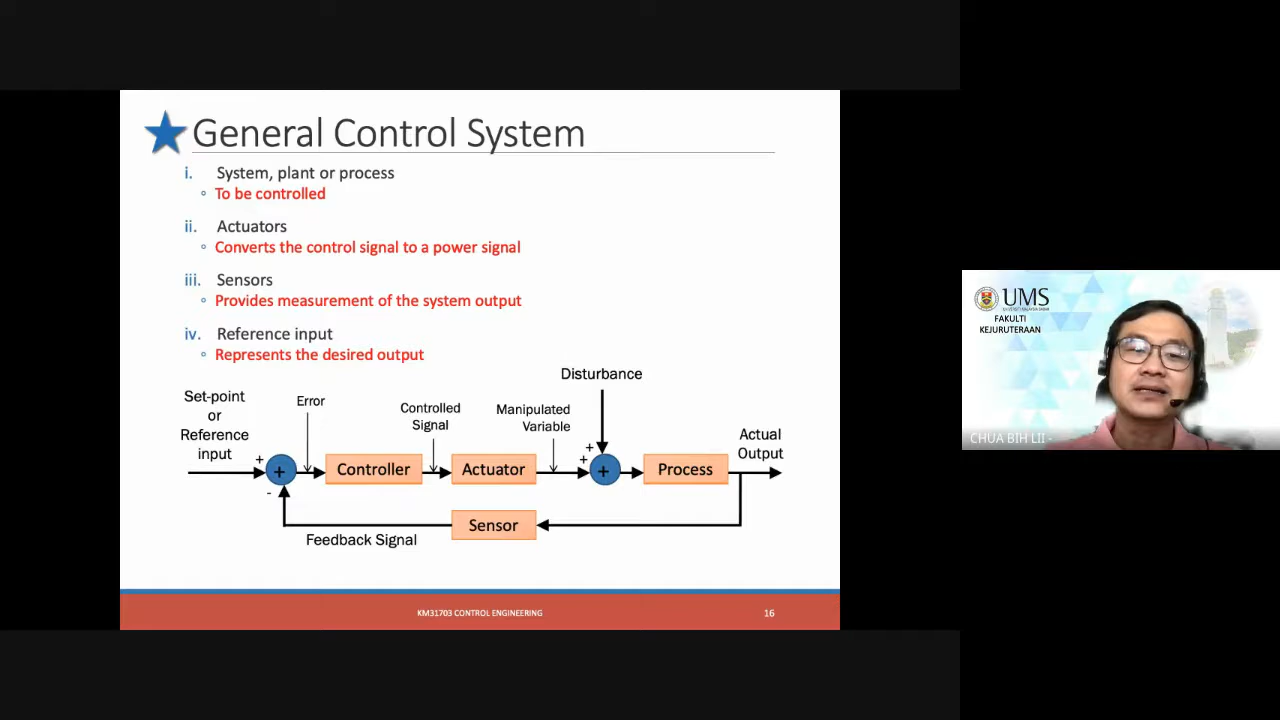 General Control System
i. System, plant or process
To be controlled
ii. Actuators
Converts the control signal to a power signal
iii. Sensors
Provides measurement of the system output
iv. Reference input
Represents the desired output
Disturbance
Set-point
or
Reference
input
Error
Controlled
Signal
Manipulated
Variable
Actual
Output
+
-
+
+
+
+
Controller
Actuator
Process
Sensor
Feedback Signal
KM31703 CONTROL ENGINEERING
16
UMS
UNIVERSITI MALAYSIA SABAH
FAKULTI
KEJURUTERAAN
CHUA BIH LII -